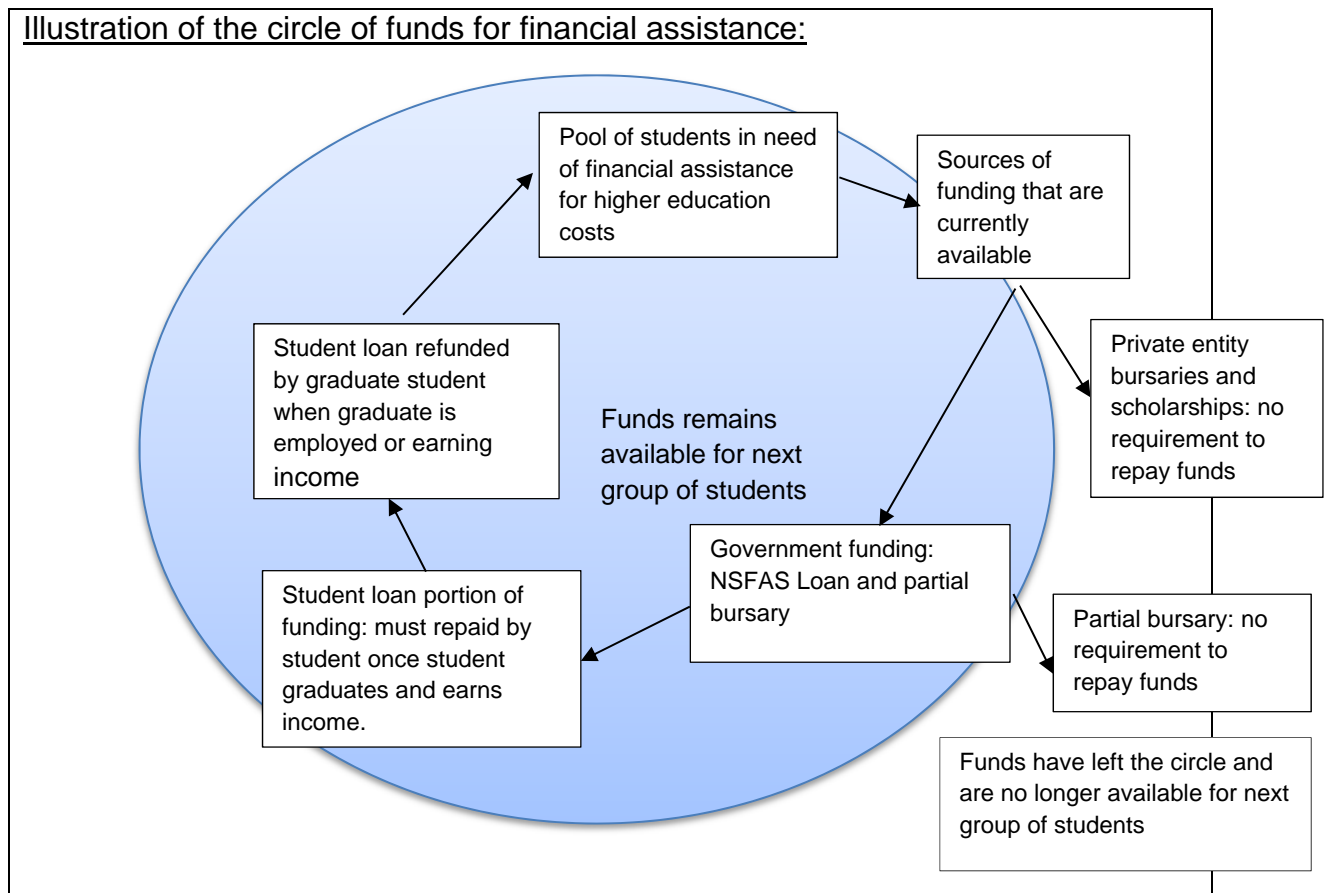 Illustration of the circle of funds for financial assistance:
Pool of students in need
of financial assistance
for higher education
costs
Sources of
funding that are
currently
available
Private entity
bursaries and
scholarships: no
requirement to
repay funds
Student loan refunded
by graduate student
when graduate is
employed or earning
income
Funds remains
available for next
group of students
Government funding:
NSFAS Loan and partial
bursary
Student loan portion of
funding: must repaid by
student once student
graduates and earns
income.
Partial bursary: no
requirement to
repay funds
Funds have left the circle and
are no longer available for next
group of students